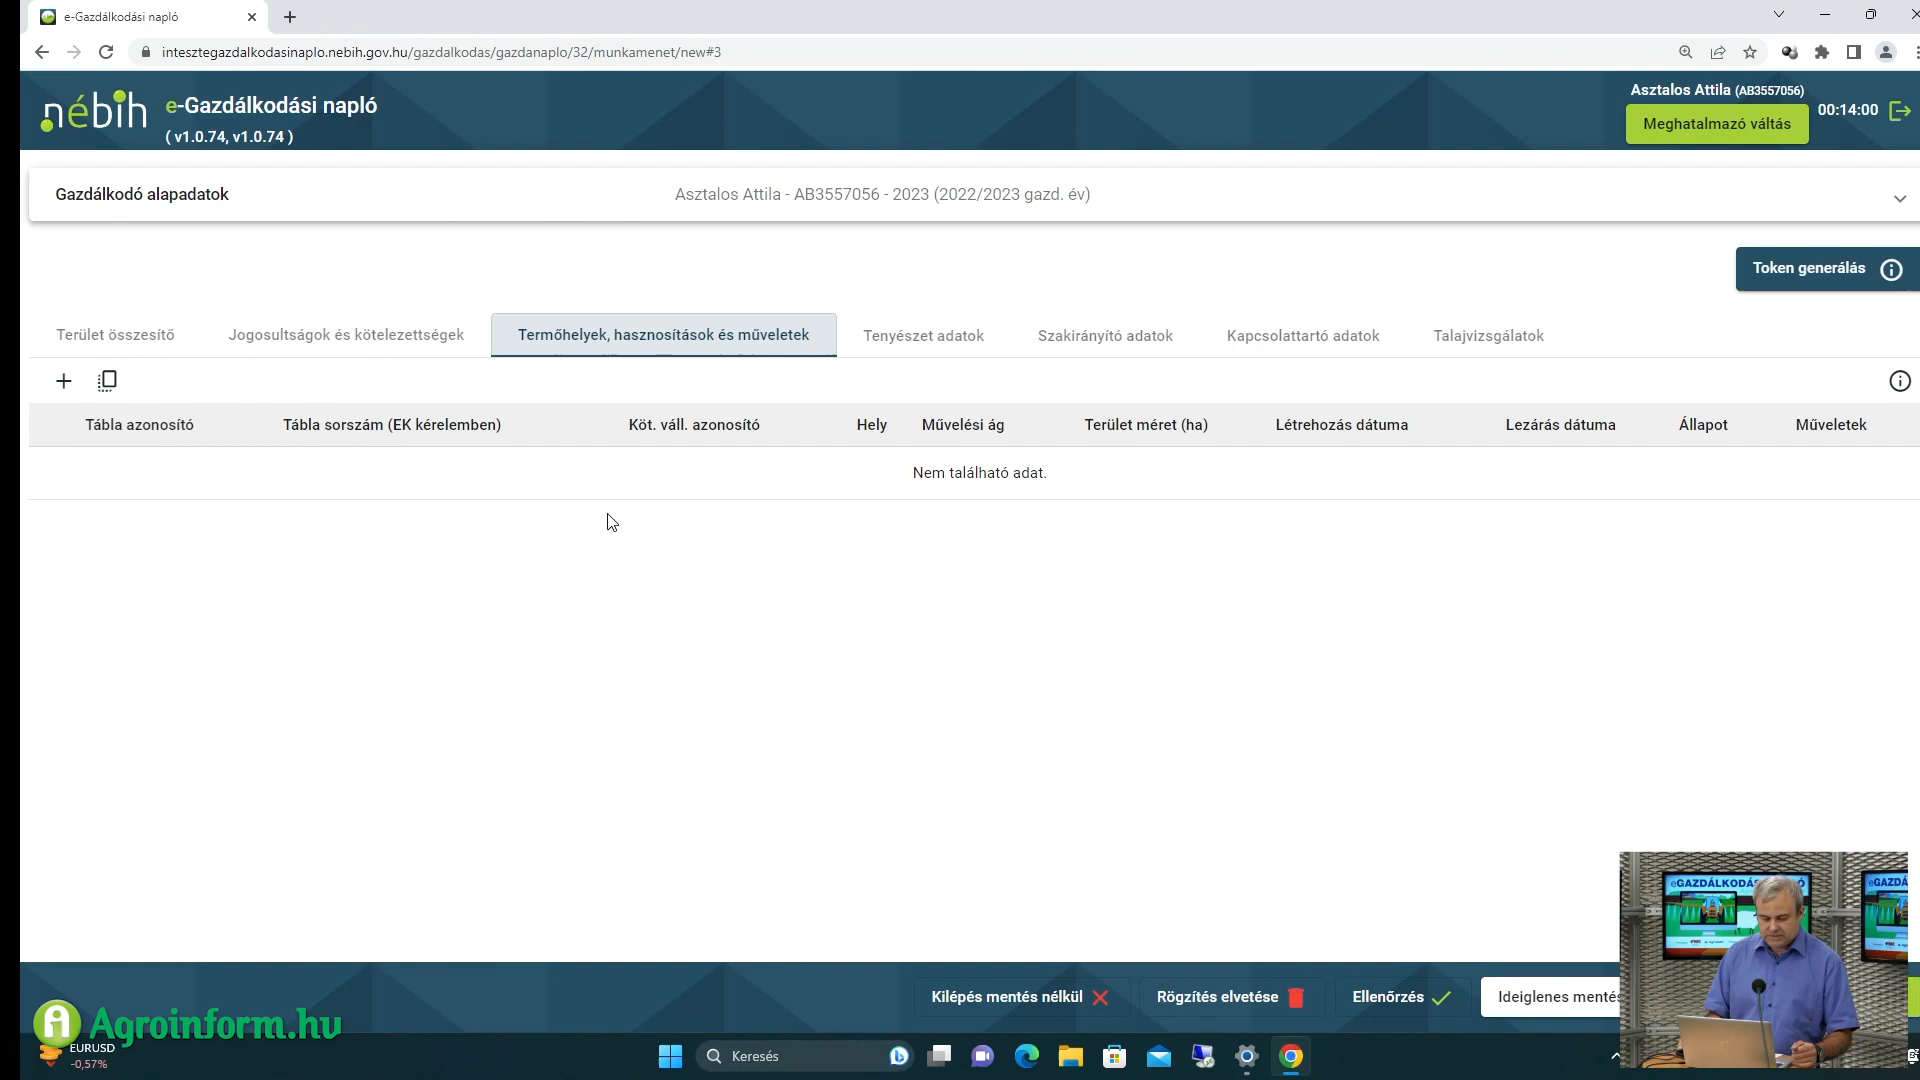 e-Gazdálkodási napló
intesztegazdalkodasinaplo.nebih.gov.hu/gazdalkodas/gazdanaplo/32/munkamenet/new#3
nébih
e-Gazdálkodási napló
( v1.0.74, v1.0.74 )
Asztalos Attila (AB3557056)
Meghatalmazó váltás
00:14:00
Gazdálkodó alapadatok
Asztalos Attila - AB3557056 - 2023 (2022/2023 gazd. év)
Token generálás
Terület összesítő
Jogosultságok és kötelezettségek
Termőhelyek, hasznosítások és műveletek
Tenyészet adatok
Szakirányító adatok
Kapcsolattartó adatok
Talajvizsgálatok
Tábla azonosító
Tábla sorszám (EK kérelemben)
Köt. váll. azonosító
Hely
Művelési ág
Terület méret (ha)
Létrehozás dátuma
Lezárás dátuma
Állapot
Műveletek
Nem található adat.
Kilépés mentés nélkül
Rögzítés elvetése
Ellenőrzés
Ideiglenes mentés
Agroinform.hu
EURUSD
-0,57%
Keresés